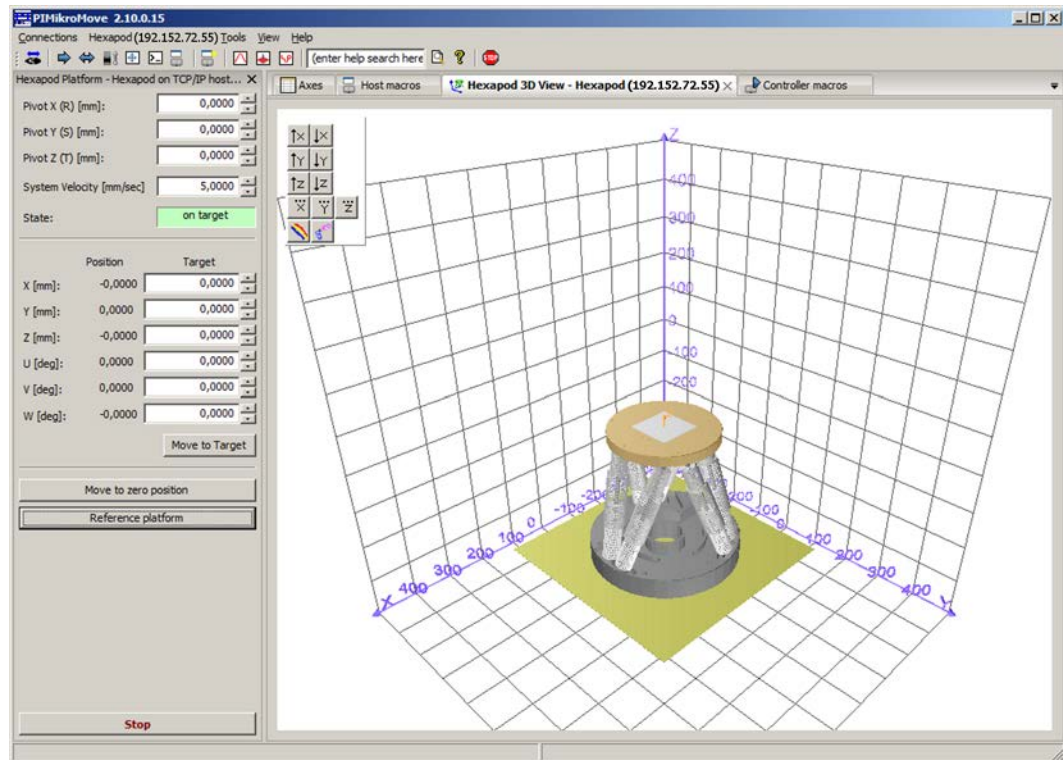 PIMikroMove 2.10.0.15
Connections Hexapod (192.152.72.55) Tools View Help
(enter help search here
STOP
Hexapod Platform - Hexapod on TCP/IP host...
Axes Host macros Hexapod 3D View - Hexapod (192.152.72.55) Controller macros
Pivot X (R) [mm]: 0,0000
Pivot Y (S) [mm]: 0,0000
Pivot Z (T) [mm]: 0,0000
System Velocity [mm/sec] 5,0000
State: on target
Position Target
X [mm]: -0,0000 0,0000
Y [mm]: 0,0000 0,0000
Z [mm]: -0,0000 0,0000
U [deg]: 0,0000 0,0000
V [deg]: 0,0000 0,0000
W [deg]: -0,0000 0,0000
Move to Target
Move to zero position
Reference platform
Stop
X X
Y Y
Z Z
X Y Z
Z
400
300
200
100
0
-100
-200
-200 -100 0 100 200 300 400 X
200 0 100 200 300 400 Y